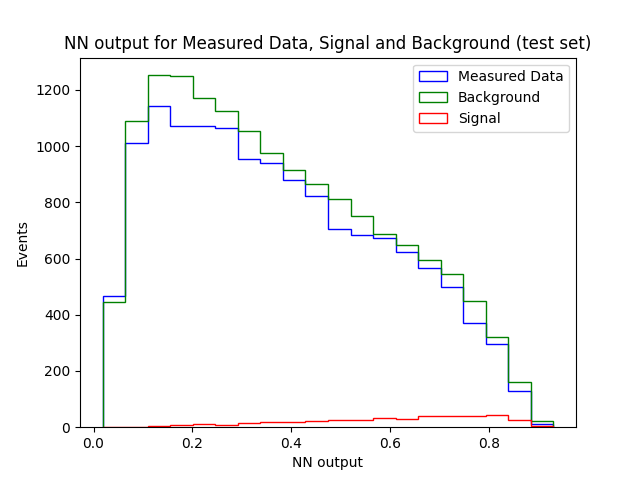 NN output for Measured Data, Signal and Background (test set)
Measured Data
Background
Signal
1200
1000
800
600
400
200
0
Events
0.0 0.2 0.4 0.6 0.8
NN output